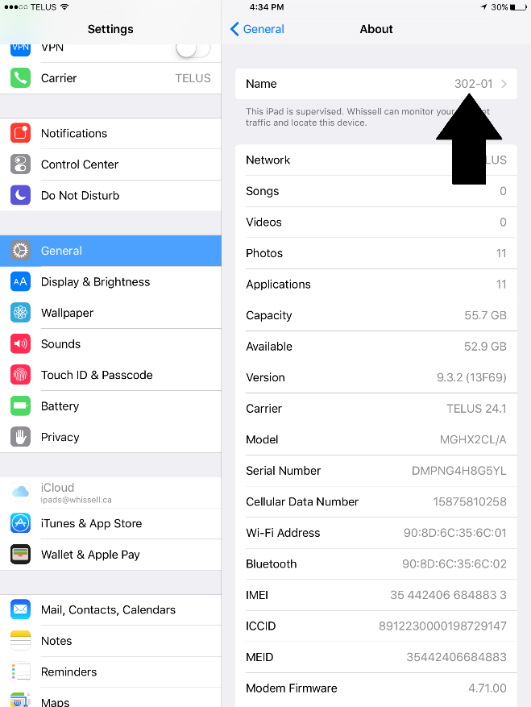 TELUS
4:34 PM
30%
Settings
General
About
VPN
Carrier TELUS
Notifications
Control Center
Do Not Disturb
General
AA Display & Brightness
Wallpaper
Sounds
Touch ID & Passcode
Battery
Privacy
iCloud
ipads@whissell.ca
iTunes & App Store
Wallet & Apple Pay
Mail, Contacts, Calendars
Notes
Reminders
Maps
Name 302-01
This iPad is supervised. Whissell can monitor your
traffic and locate this device.
Network
Songs 0
Videos 0
Photos 11
Applications 11
Capacity 55.7 GB
Available 52.9 GB
Version 9.3.2 (13F69)
Carrier TELUS 24.1
Model MGHX2CL/A
Serial Number DMPNG4H8G5YL
Cellular Data Number 15875810258
Wi-Fi Address 90:8D:6C:35:6C:01
Bluetooth 90:8D:6C:35:6C:02
IMEI 35 442406 684883 3
ICCID 8912230000198729147
MEID 35442406684883
Modem Firmware 4.71.00